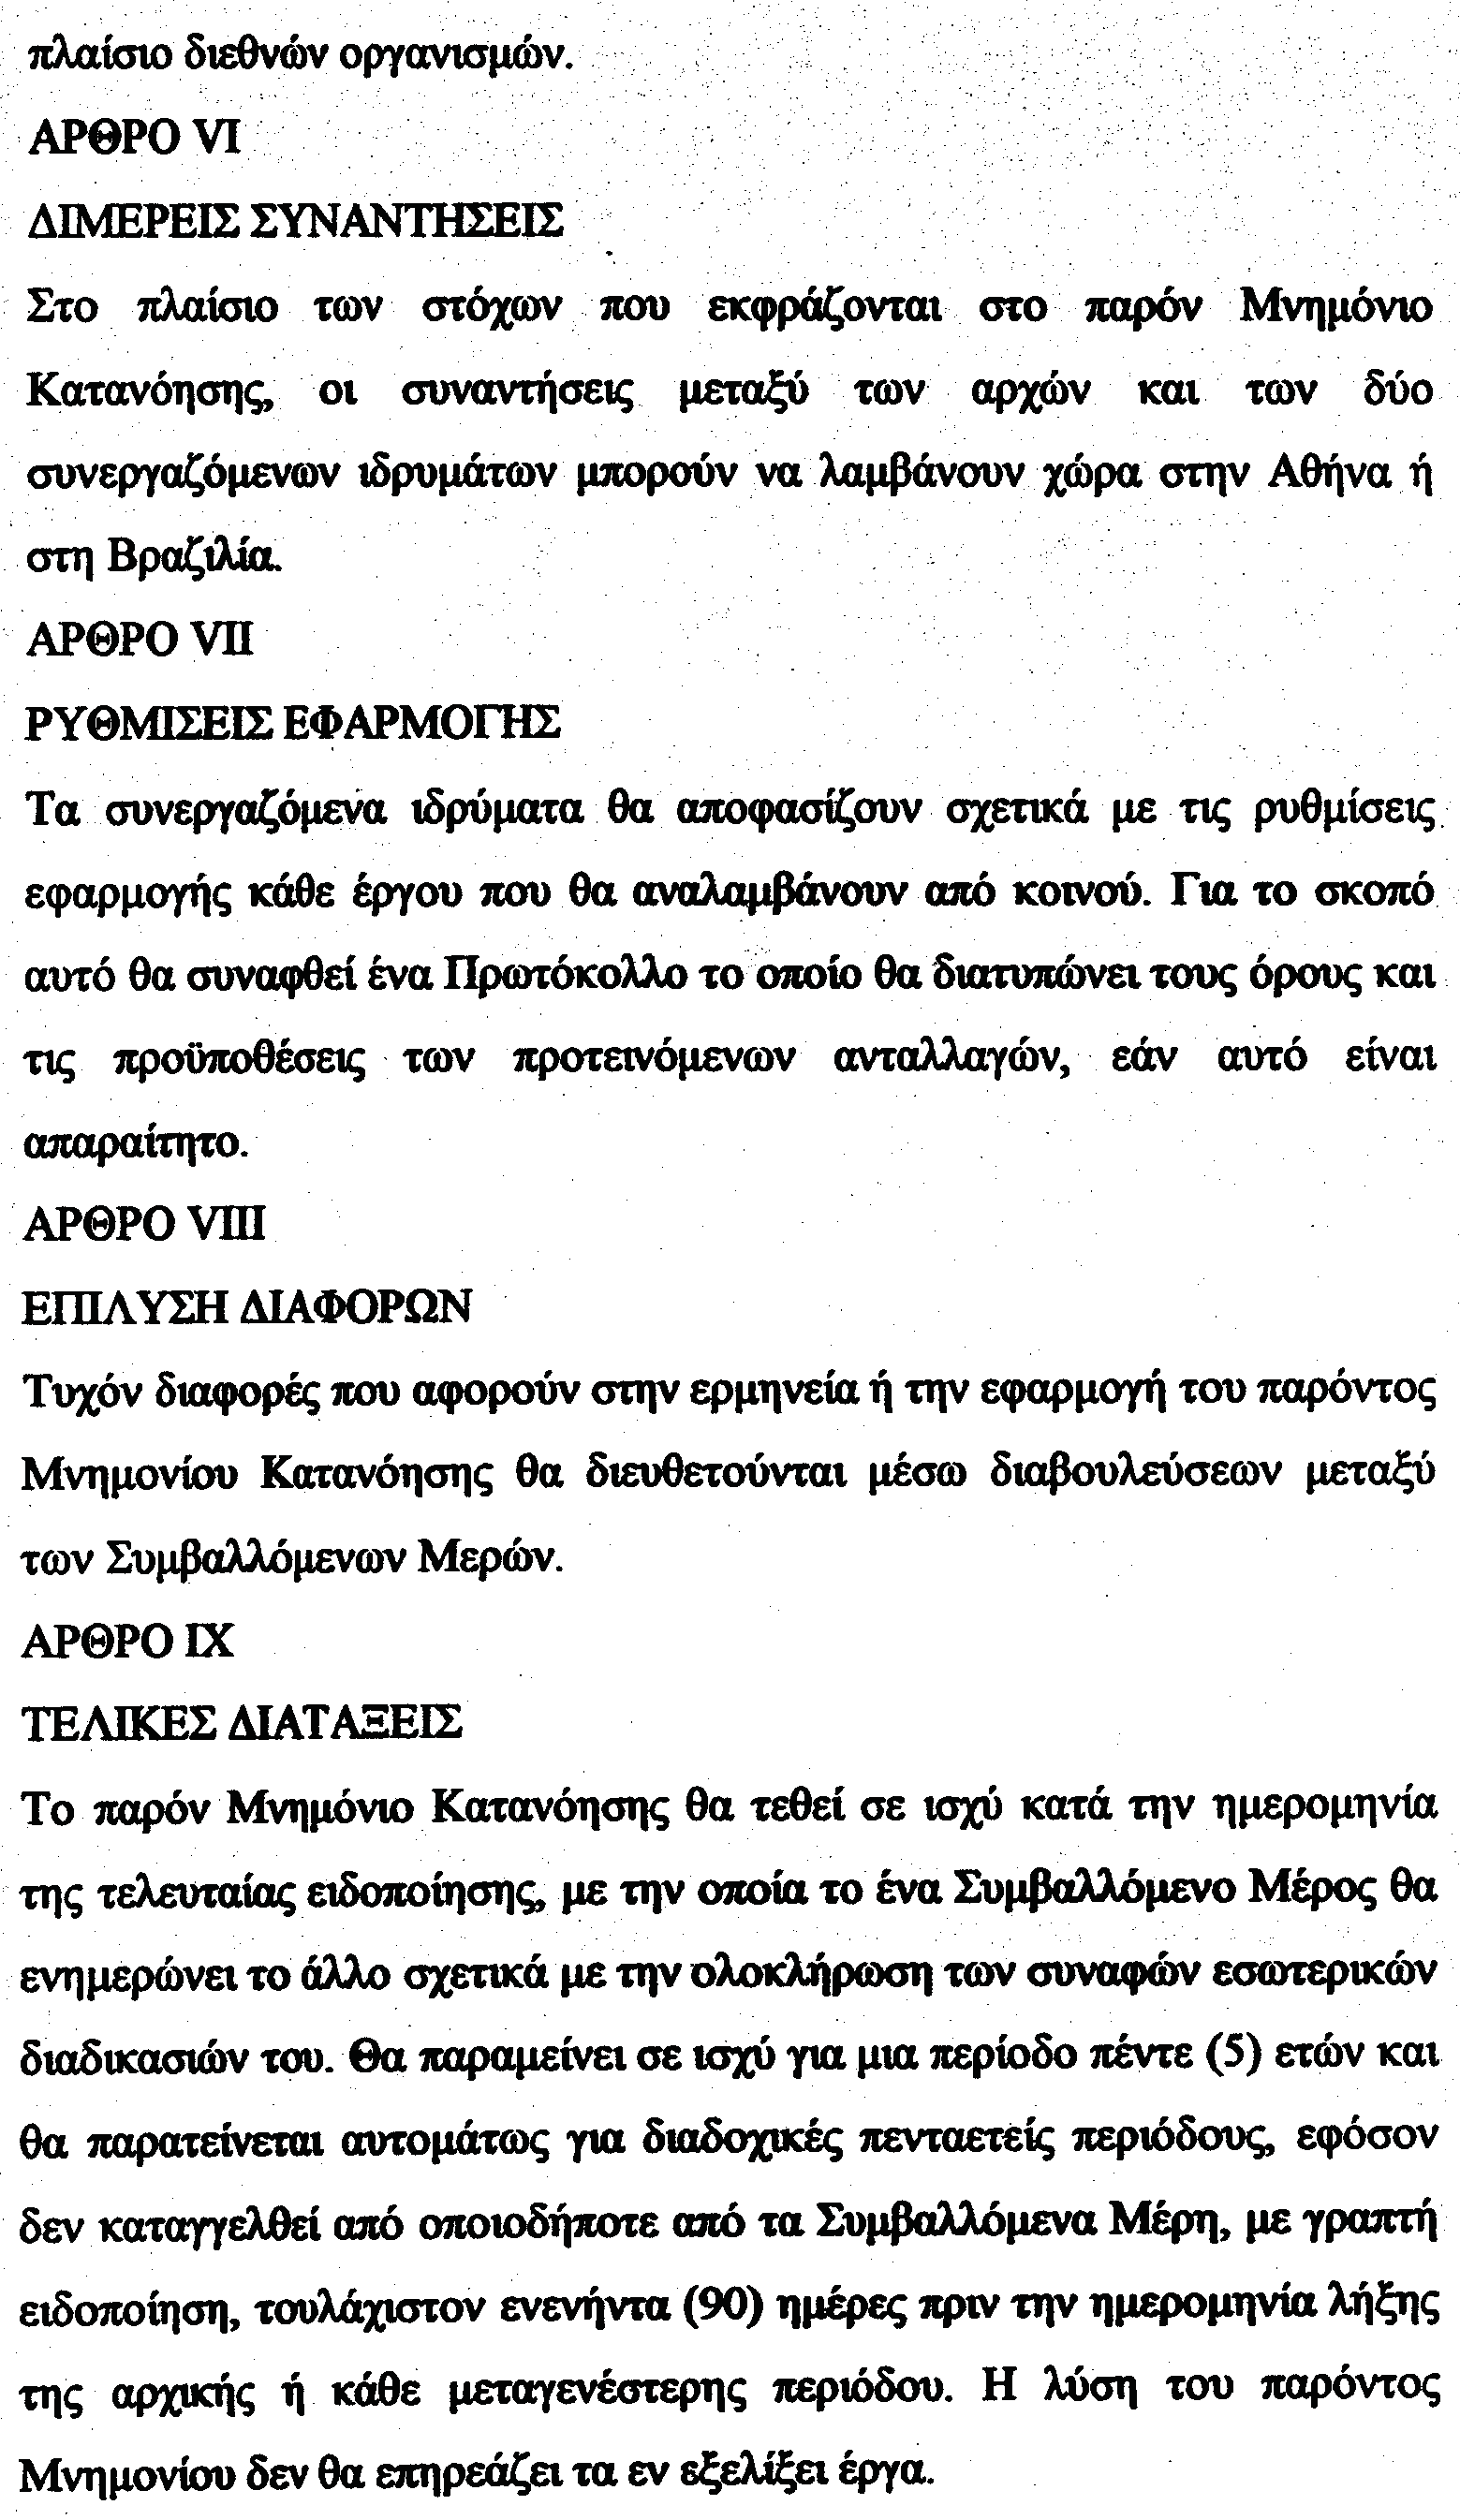 πλαίσιο διεθνών οργανισμών.
ΑΡΘΡΟ VI
ΔΙΜΕΡΕΙΣ ΣΥΝΑΝΤΗΣΕΙΣ
Στο πλαίσιο των στόχων που εκφράζονται στο παρόν Μνημόνιο
Κατανόησης, οι συναντήσεις μεταξύ των αρχών και των δύο
συνεργαζόμενων ιδρυμάτων μπορούν να λαμβάνουν χώρα στην Αθήνα ή
στη Βραζιλία.
ΑΡΘΡΟ VII
ΡΥΘΜΙΣΕΙΣ ΕΦΑΡΜΟΓΗΣ
Τα συνεργαζόμενα ιδρύματα θα αποφασίζουν σχετικά με τις ρυθμίσεις
εφαρμογής κάθε έργου που θα αναλαμβάνουν από κοινού. Για το σκοπό
αυτό θα συναφθεί ένα Πρωτόκολλο το οποίο θα διατυπώνει τους όρους και
τις προϋποθέσεις των προτεινόμενων ανταλλαγών, εάν αυτό είναι
απαραίτητο.
ΑΡΘΡΟ VIII
ΕΠΙΛΥΣΗ ΔΙΑΦΟΡΩΝ
Τυχόν διαφορές που αφορούν στην ερμηνεία ή την εφαρμογή του παρόντος
Μνημονίου Κατανόησης θα διευθετούνται μέσω διαβουλεύσεων μεταξύ
των Συμβαλλόμενων Μερών.
ΑΡΘΡΟ IX
ΤΕΛΙΚΕΣ ΔΙΑΤΑΞΕΙΣ
Το παρόν Μνημόνιο Κατανόησης θα τεθεί σε ισχύ κατά την ημερομηνία
της τελευταίας ειδοποίησης, με την οποία το ένα Συμβαλλόμενο Μέρος θα
ενημερώνει το άλλο σχετικά με την ολοκλήρωση των συναφών εσωτερικών
διαδικασιών του. Θα παραμείνει σε ισχύ για μια περίοδο πέντε (5) ετών και
θα παρατείνεται αυτομάτως για διαδοχικές πενταετείς περιόδους, εφόσον
δεν καταγγελθεί από οποιοδήποτε από τα Συμβαλλόμενα Μέρη, με γραπτή
ειδοποίηση, τουλάχιστον ενενήντα (90) ημέρες πριν την ημερομηνία λήξης
της αρχικής ή κάθε μεταγενέστερης περιόδου. Η λύση του παρόντος
Μνημονίου δεν θα επηρεάζει τα εν εξελίξει έργα.